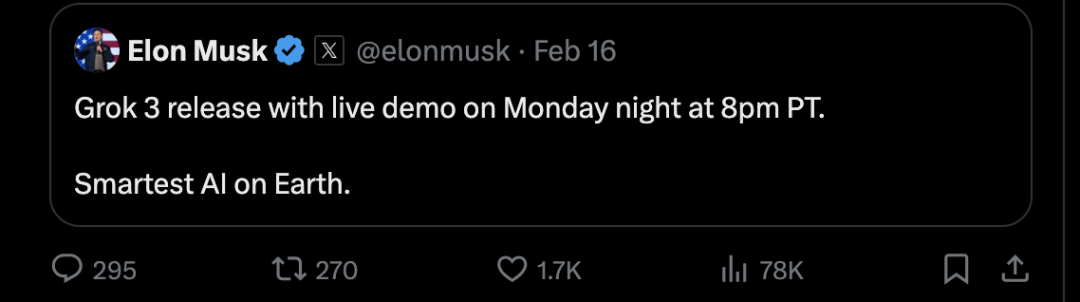 Elon Musk X @elonmusk · Feb 16
Grok 3 release with live demo on Monday night at 8pm PT.
Smartest AI on Earth.
295 270 1.7K 78K